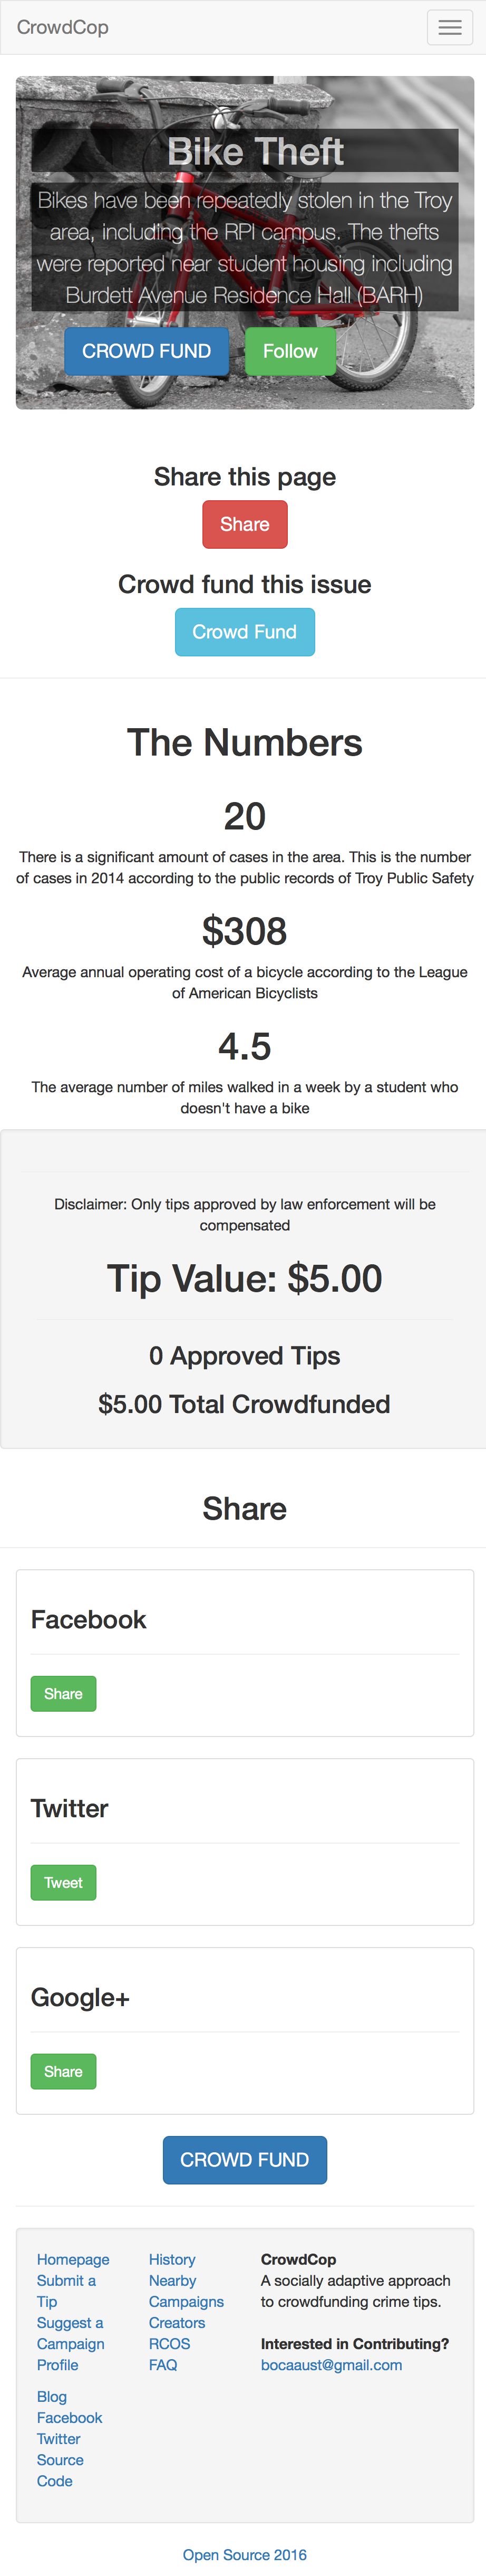 CrowdCop
Bike Theft
Bikes have been repeatedly stolen in the Troy
area, including the RPI campus. The thefts
were reported near student housing including
Burdett Avenue Residence Hall (BARH)
CROWD FUND
Follow
Share this page
Share
Crowd fund this issue
Crowd Fund
The Numbers
20
There is a significant amount of cases in the area. This is the number
of cases in 2014 according to the public records of Troy Public Safety
$308
Average annual operating cost of a bicycle according to the League
of American Bicyclists
4.5
The average number of miles walked in a week by a student who
doesn't have a bike
Disclaimer: Only tips approved by law enforcement will be
compensated
Tip Value: $5.00
0 Approved Tips
$5.00 Total Crowdfunded
Share
Facebook
Share
Twitter
Tweet
Google+
Share
CROWD FUND
Homepage
Submit a
Tip
Suggest a
Campaign
Profile
Blog
Facebook
Twitter
Source
Code
History
Nearby
Campaigns
Creators
RCOS
FAQ
CrowdCop
A socially adaptive approach
to crowdfunding crime tips.
Interested in Contributing?
bocaaust@gmail.com
Open Source 2016